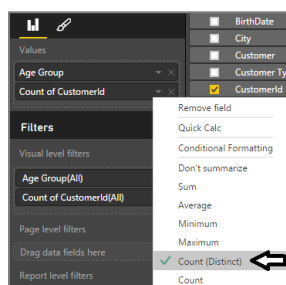 Values
Age Group
Count of CustomerId
Filters
Visual level filters
Age Group(All)
Count of CustomerId(All)
Page level filters
Drag data fields here
Report level filters
BirthDate
City
Customer
Customer Ty
CustomerId
Remove field
Quick Calc
Conditional Formatting
Don't summarize
Sum
Average
Minimum
Maximum
Count (Distinct)
Count